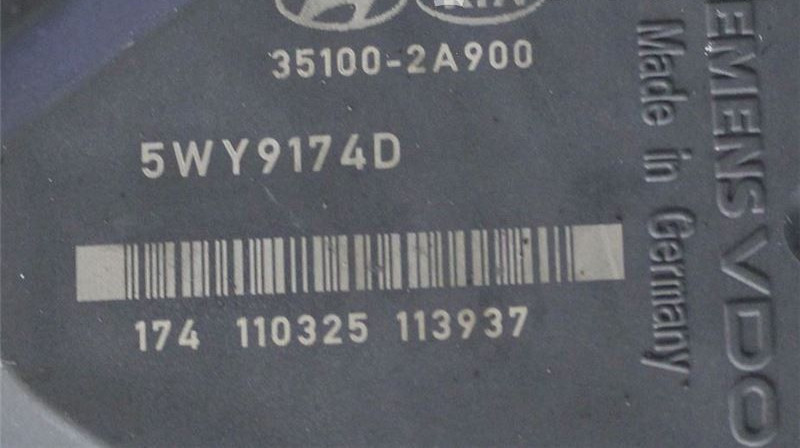 35100-2A900
5WY9174D
174 110325 113937
SIEMENS VDO
Made in Germany